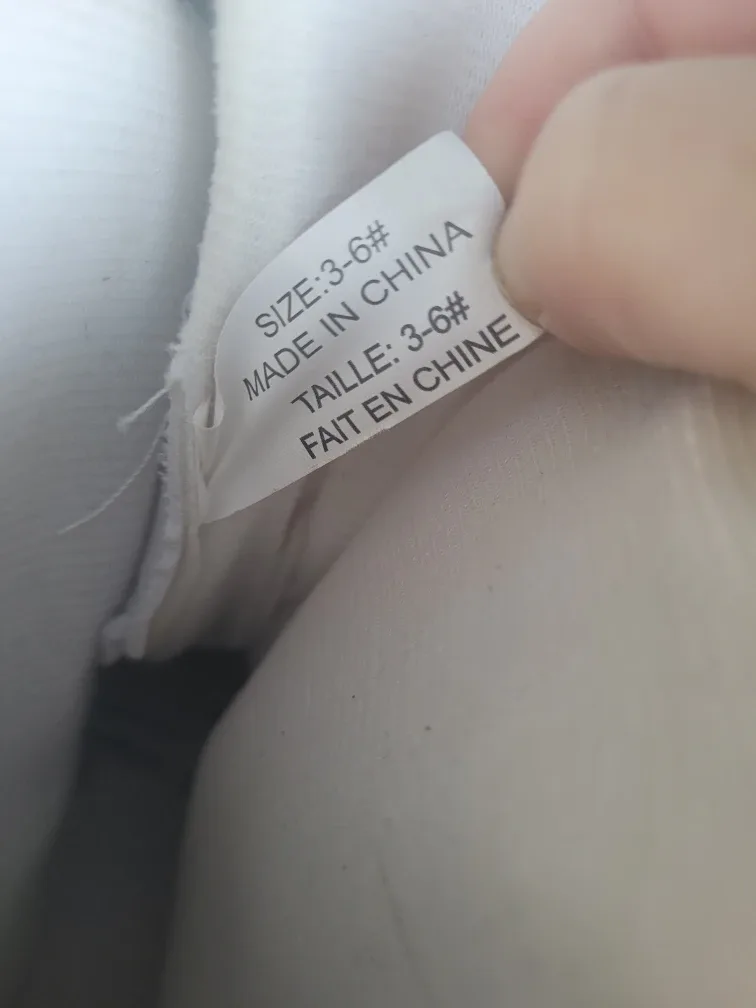 SIZE:3-6#
MADE IN CHINA
TAILLE: 3-6#
FAIT EN CHINE